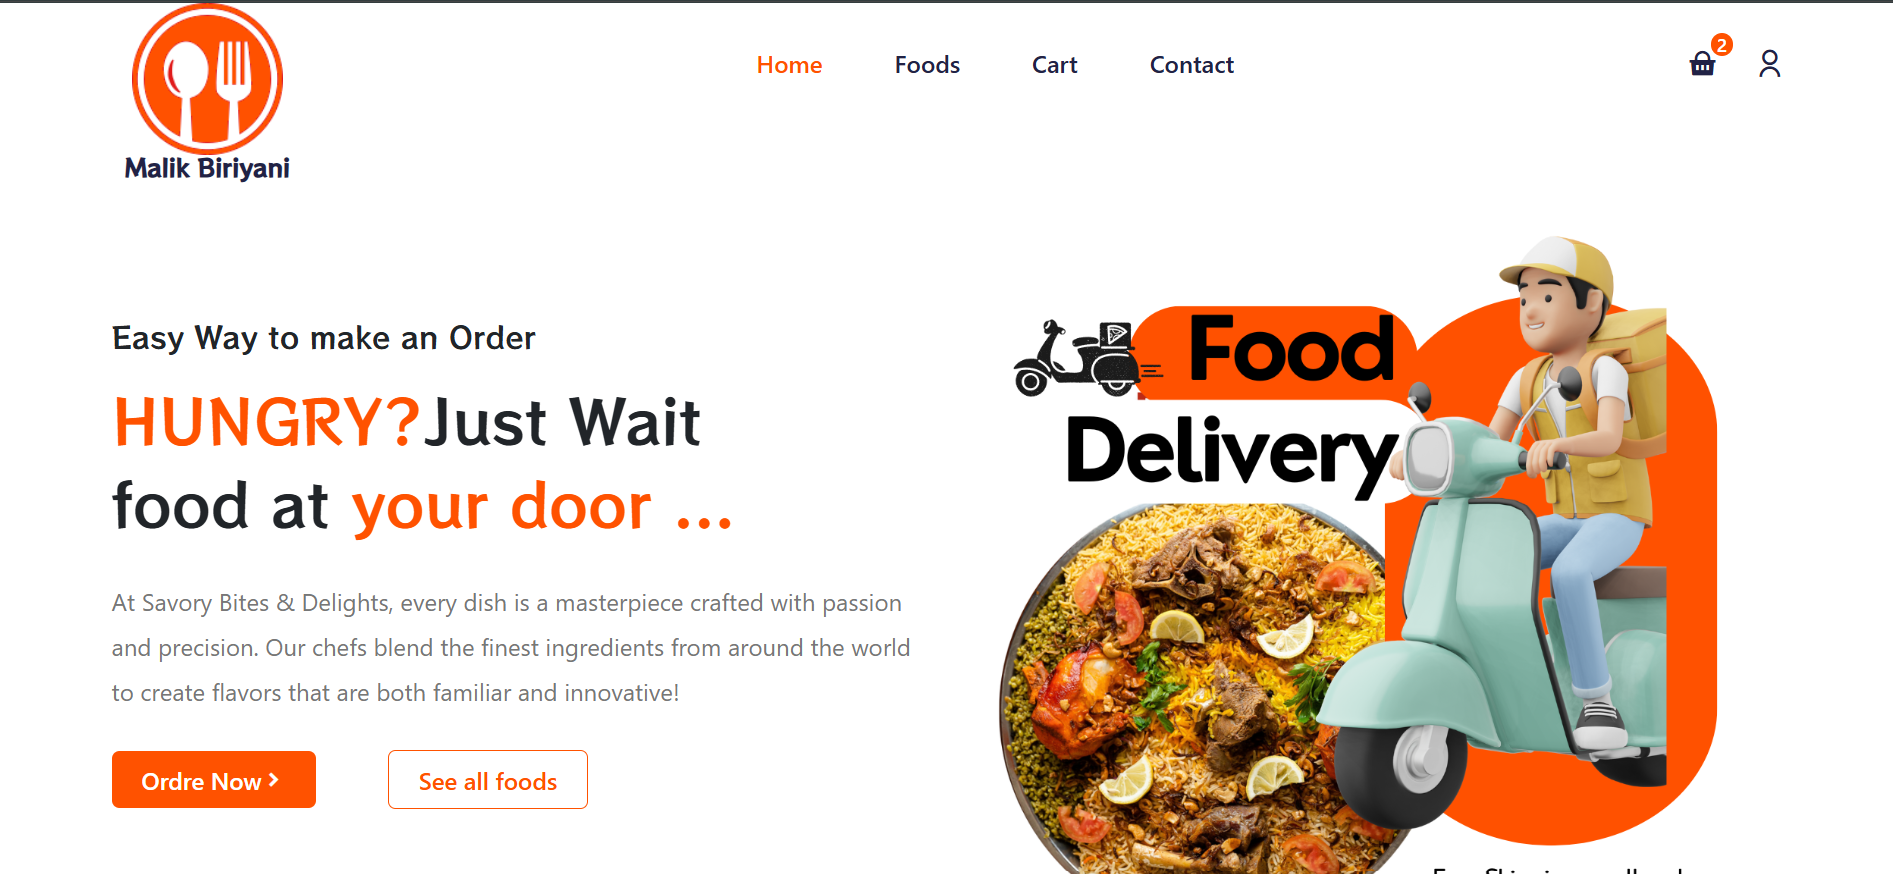 Malik Biriyani
Home
Foods
Cart
Contact
2
Easy Way to make an Order
HUNGRY?Just Wait
food at your door ...
At Savory Bites & Delights, every dish is a masterpiece crafted with passion
and precision. Our chefs blend the finest ingredients from around the world
to create flavors that are both familiar and innovative!
Ordre Now
See all foods
Food
Delivery